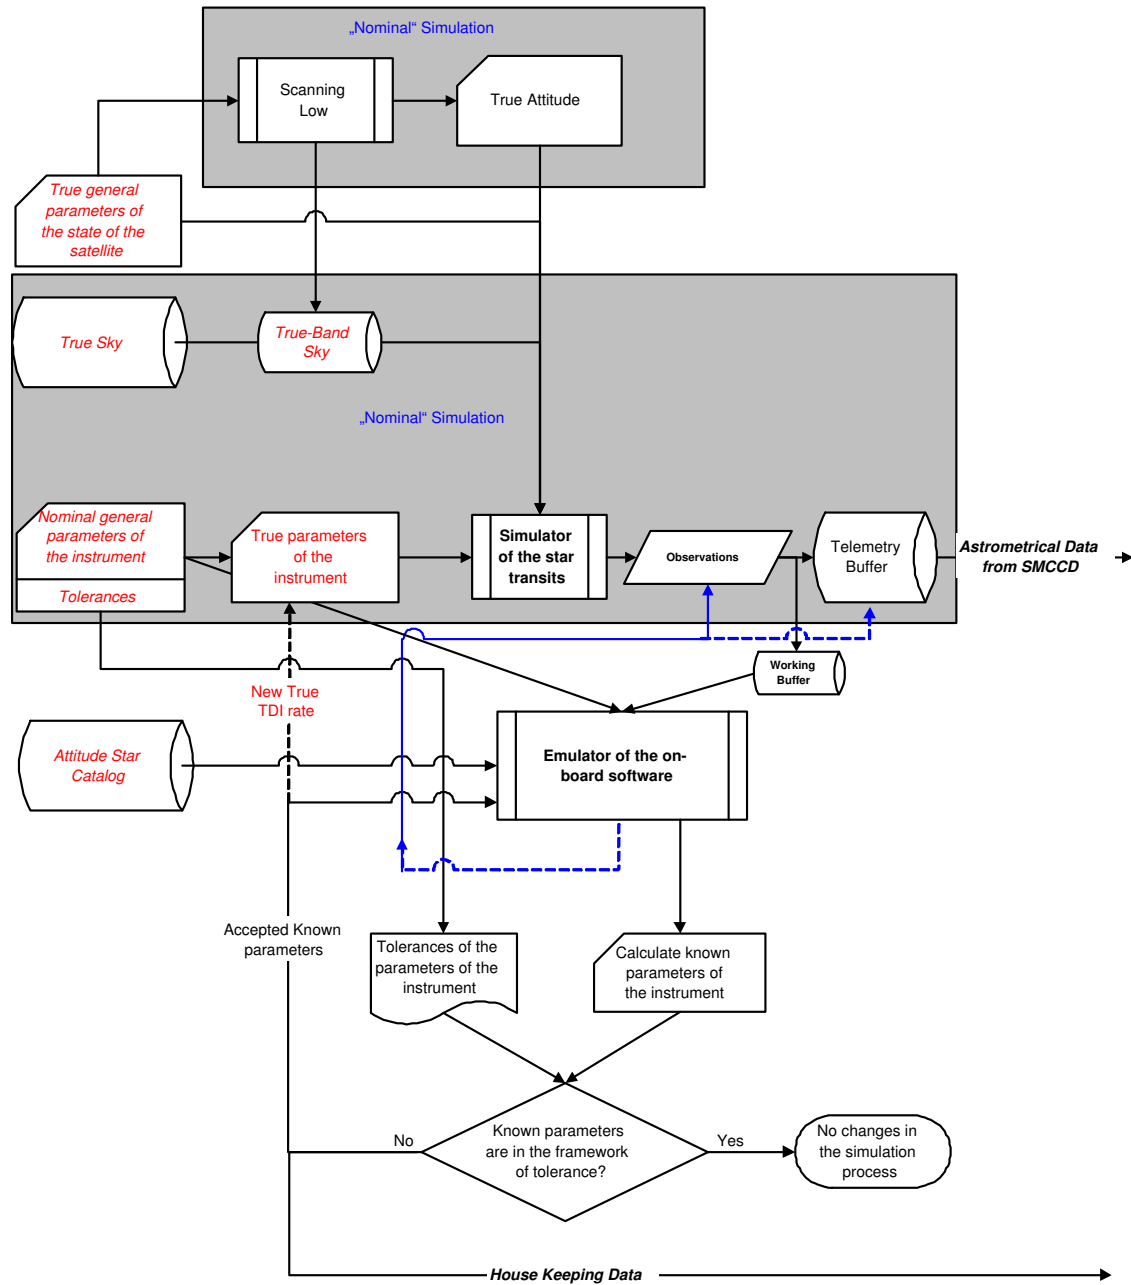 „Nominal“ Simulation
Scanning
Low
True Attitude
True general
parameters of
the state of the
satellite
True Sky
True-Band
Sky
„Nominal“ Simulation
Nominal general
parameters of
the instrument
Tolerances
True parameters
of the
instrument
Simulator
of the star
transits
Observations
Telemetry
Buffer
Astrometrical Data
from SMCCD
Working
Buffer
New True
TDI rate
Attitude Star
Catalog
Emulator of the on-
board software
Accepted Known
parameters
Tolerances of the
parameters of the
instrument
Calculate known
parameters of
the instrument
Known parameters
are in the framework
of tolerance?
No
Yes
No changes in
the simulation
process
House Keeping Data